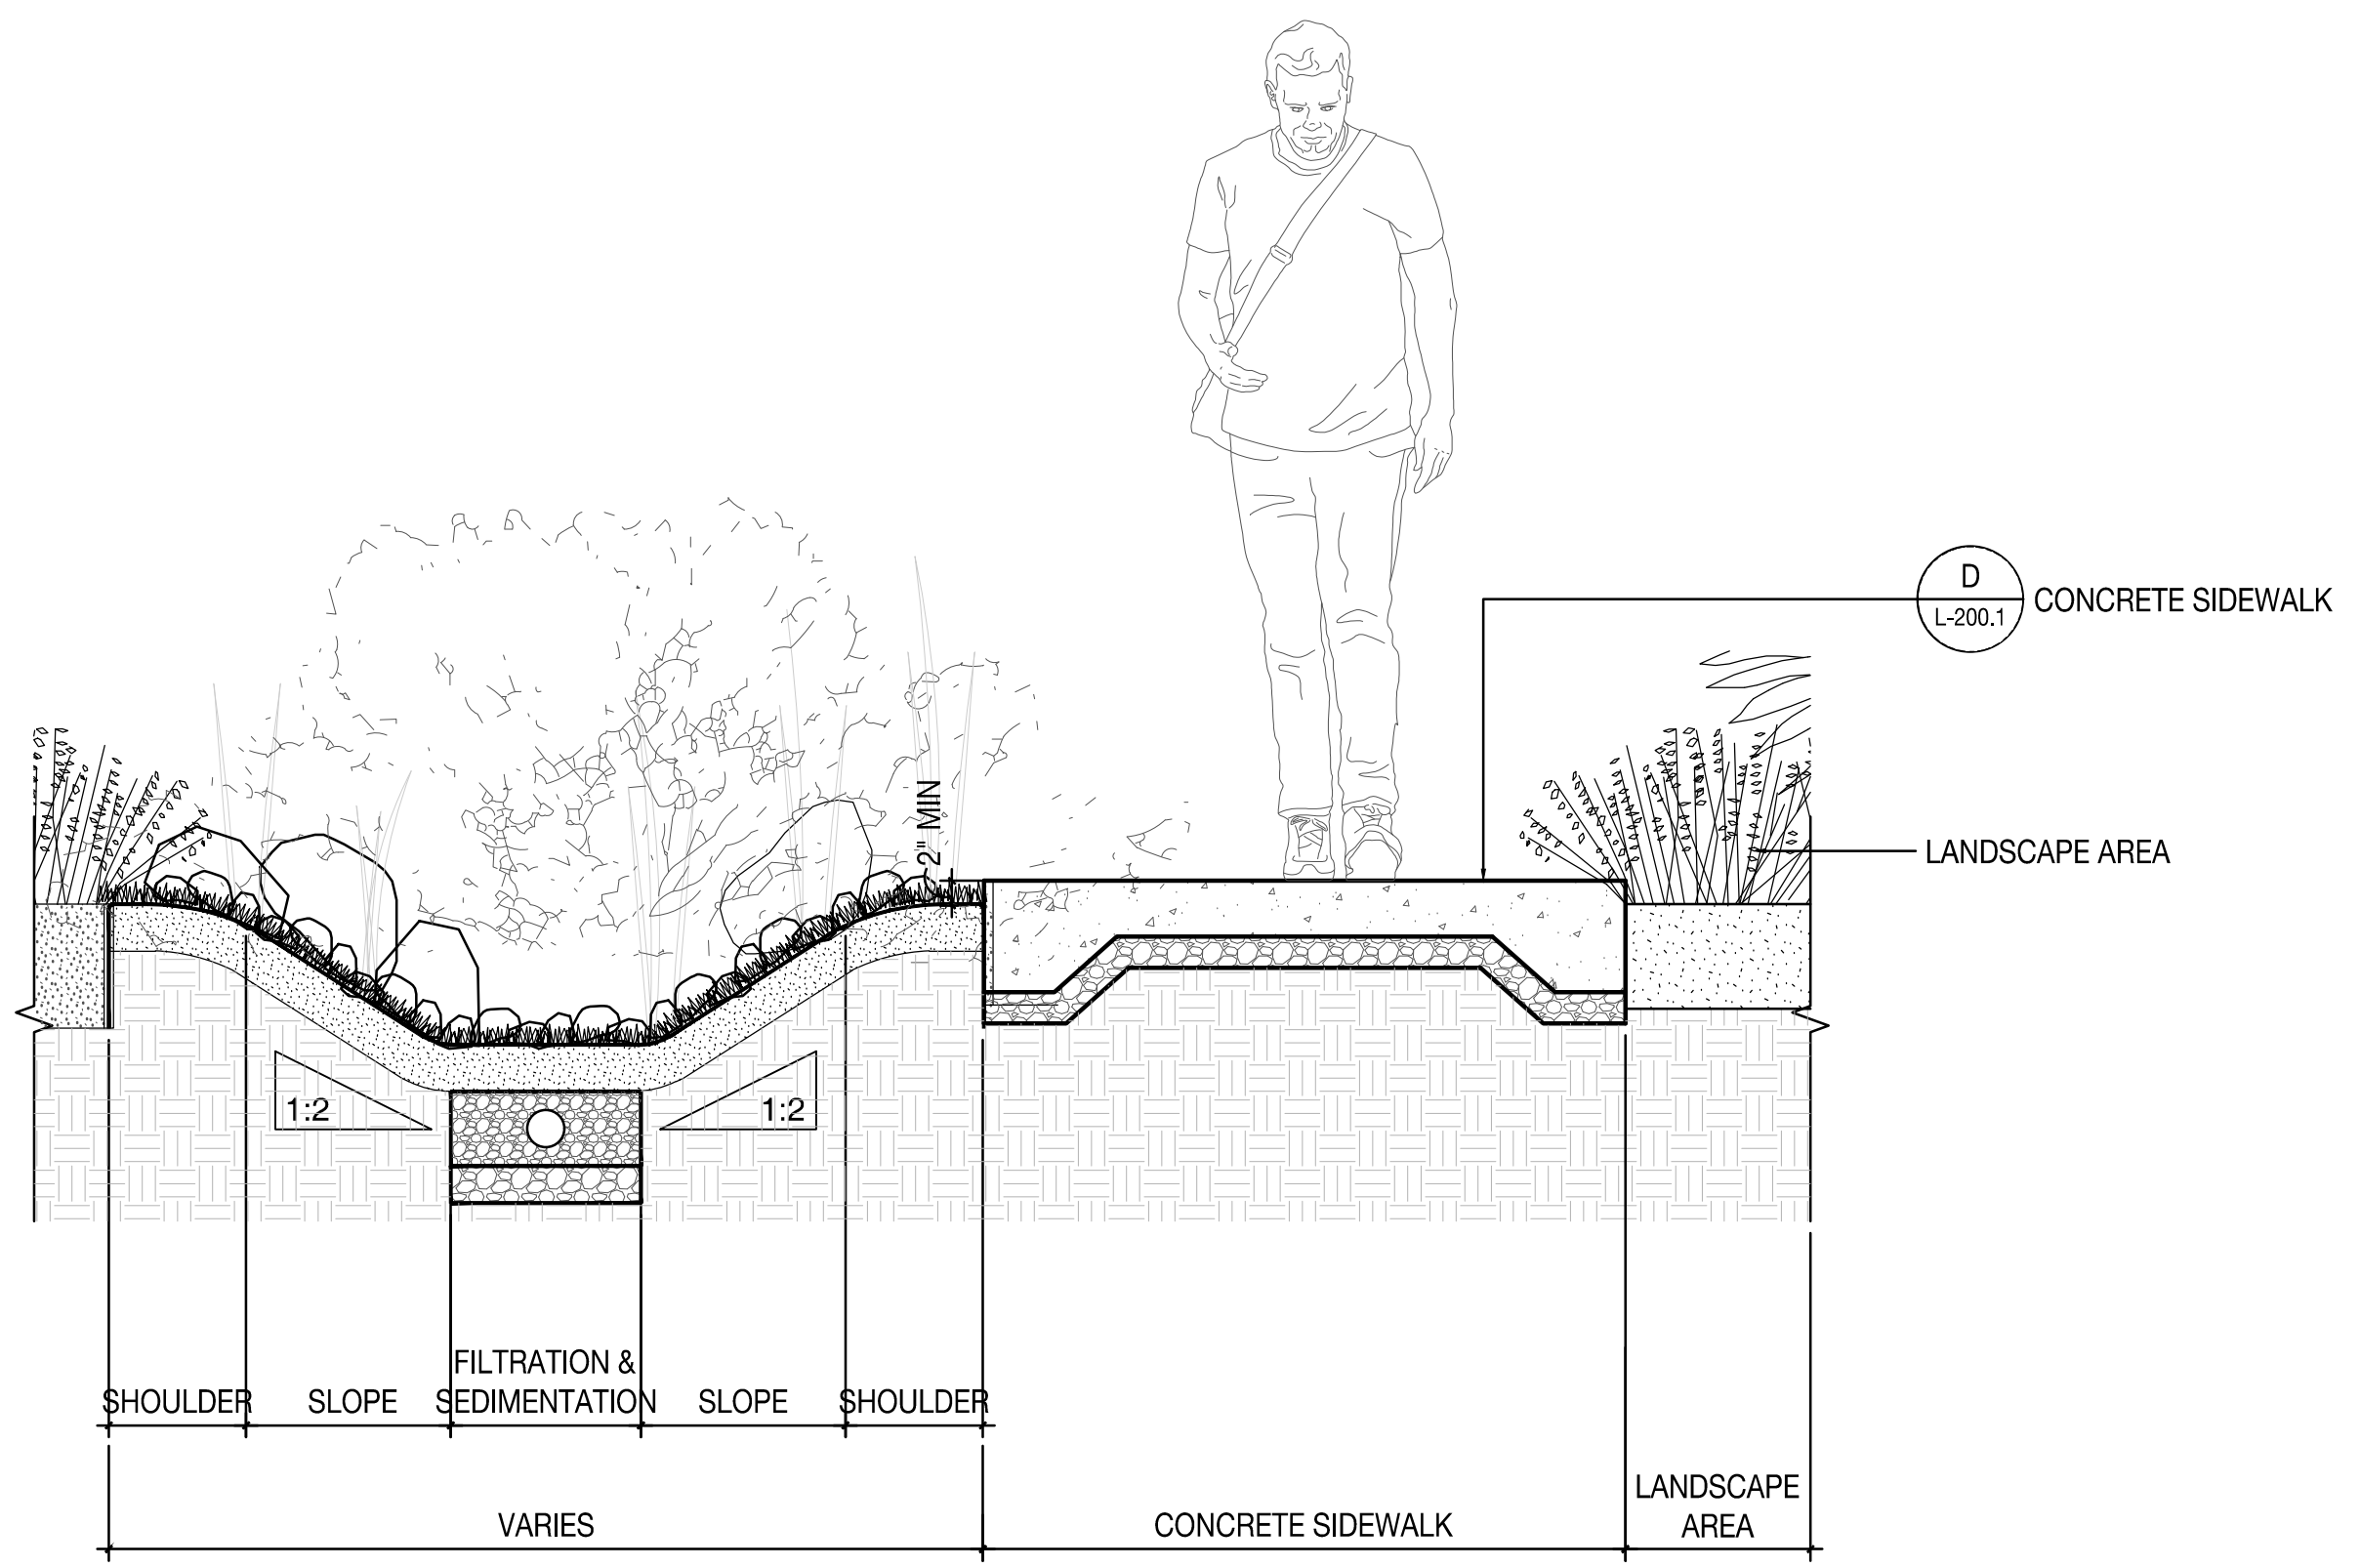 D
L-200.1
CONCRETE SIDEWALK
2" MIN
LANDSCAPE AREA
1:2
1:2
SHOULDER
SLOPE
FILTRATION &
SEDIMENTATION
SLOPE
SHOULDER
VARIES
CONCRETE SIDEWALK
LANDSCAPE
AREA